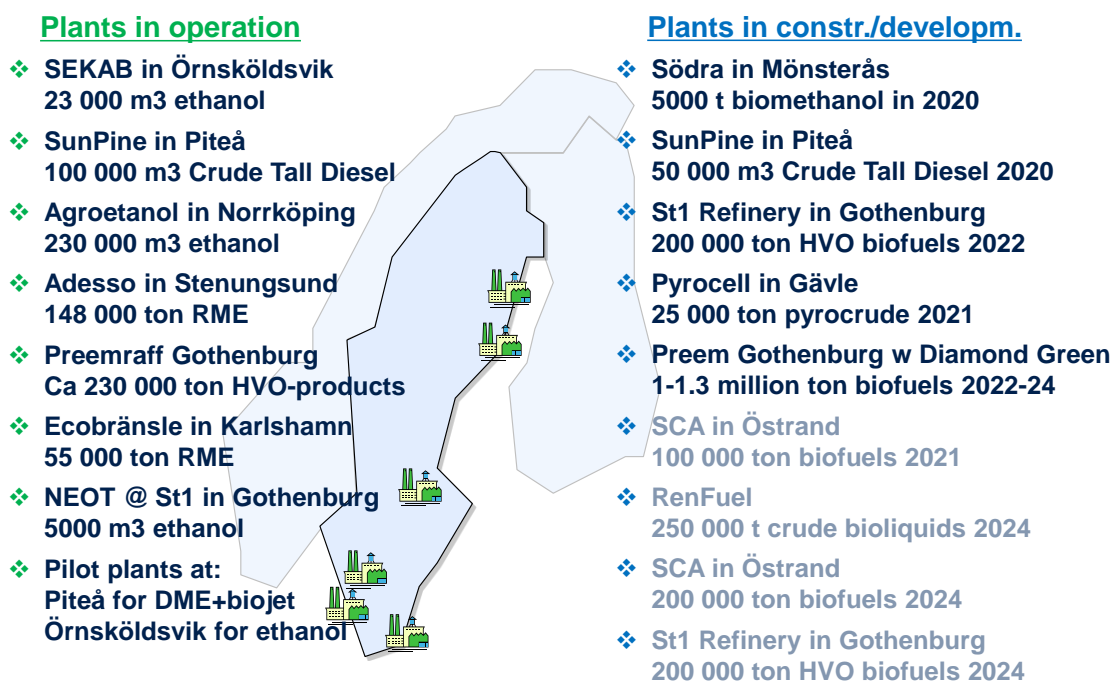 Plants in operation
SEKAB in Örnsköldsvik
23 000 m3 ethanol
SunPine in Piteå
100 000 m3 Crude Tall Diesel
Agroetanol in Norrköping
230 000 m3 ethanol
Adesso in Stenungsund
148 000 ton RME
Preemraff Gothenburg
Ca 230 000 ton HVO-products
Ecobränsle in Karlshamn
55 000 ton RME
NEOT @ St1 in Gothenburg
5000 m3 ethanol
Pilot plants at:
Piteå for DME+biojet
Örnsköldsvik for ethanol
Plants in constr./developm.
Södra in Mönsterås
5000 t biomethanol in 2020
SunPine in Piteå
50 000 m3 Crude Tall Diesel 2020
St1 Refinery in Gothenburg
200 000 ton HVO biofuels 2022
Pyrocell in Gävle
25 000 ton pyrocrude 2021
Preem Gothenburg w Diamond Green
1-1.3 million ton biofuels 2022-24
SCA in Östrand
100 000 ton biofuels 2021
RenFuel
250 000 t crude bioliquids 2024
SCA in Östrand
200 000 ton biofuels 2024
St1 Refinery in Gothenburg
200 000 ton HVO biofuels 2024